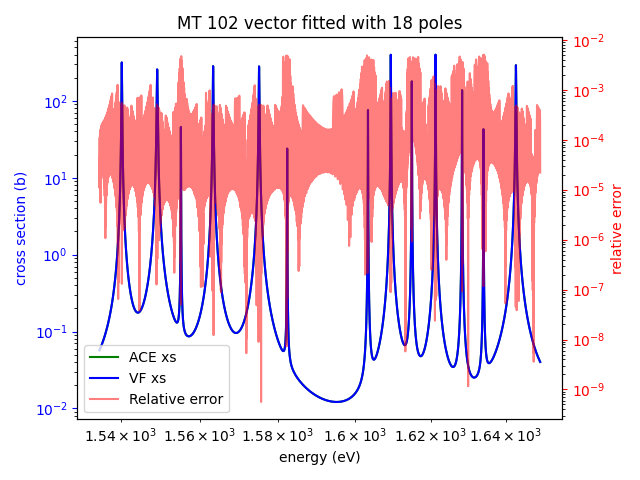 MT 102 vector fitted with 18 poles
cross section (b)
10²
10¹
10⁰
10⁻¹
10⁻²
10⁻²
10⁻³
10⁻⁴
10⁻⁵
10⁻⁶
10⁻⁷
10⁻⁸
10⁻⁹
relative error
ACE xs
VF xs
Relative error
1.54 × 10³ 1.56 × 10³ 1.58 × 10³ 1.6 × 10³ 1.62 × 10³ 1.64 × 10³
energy (eV)